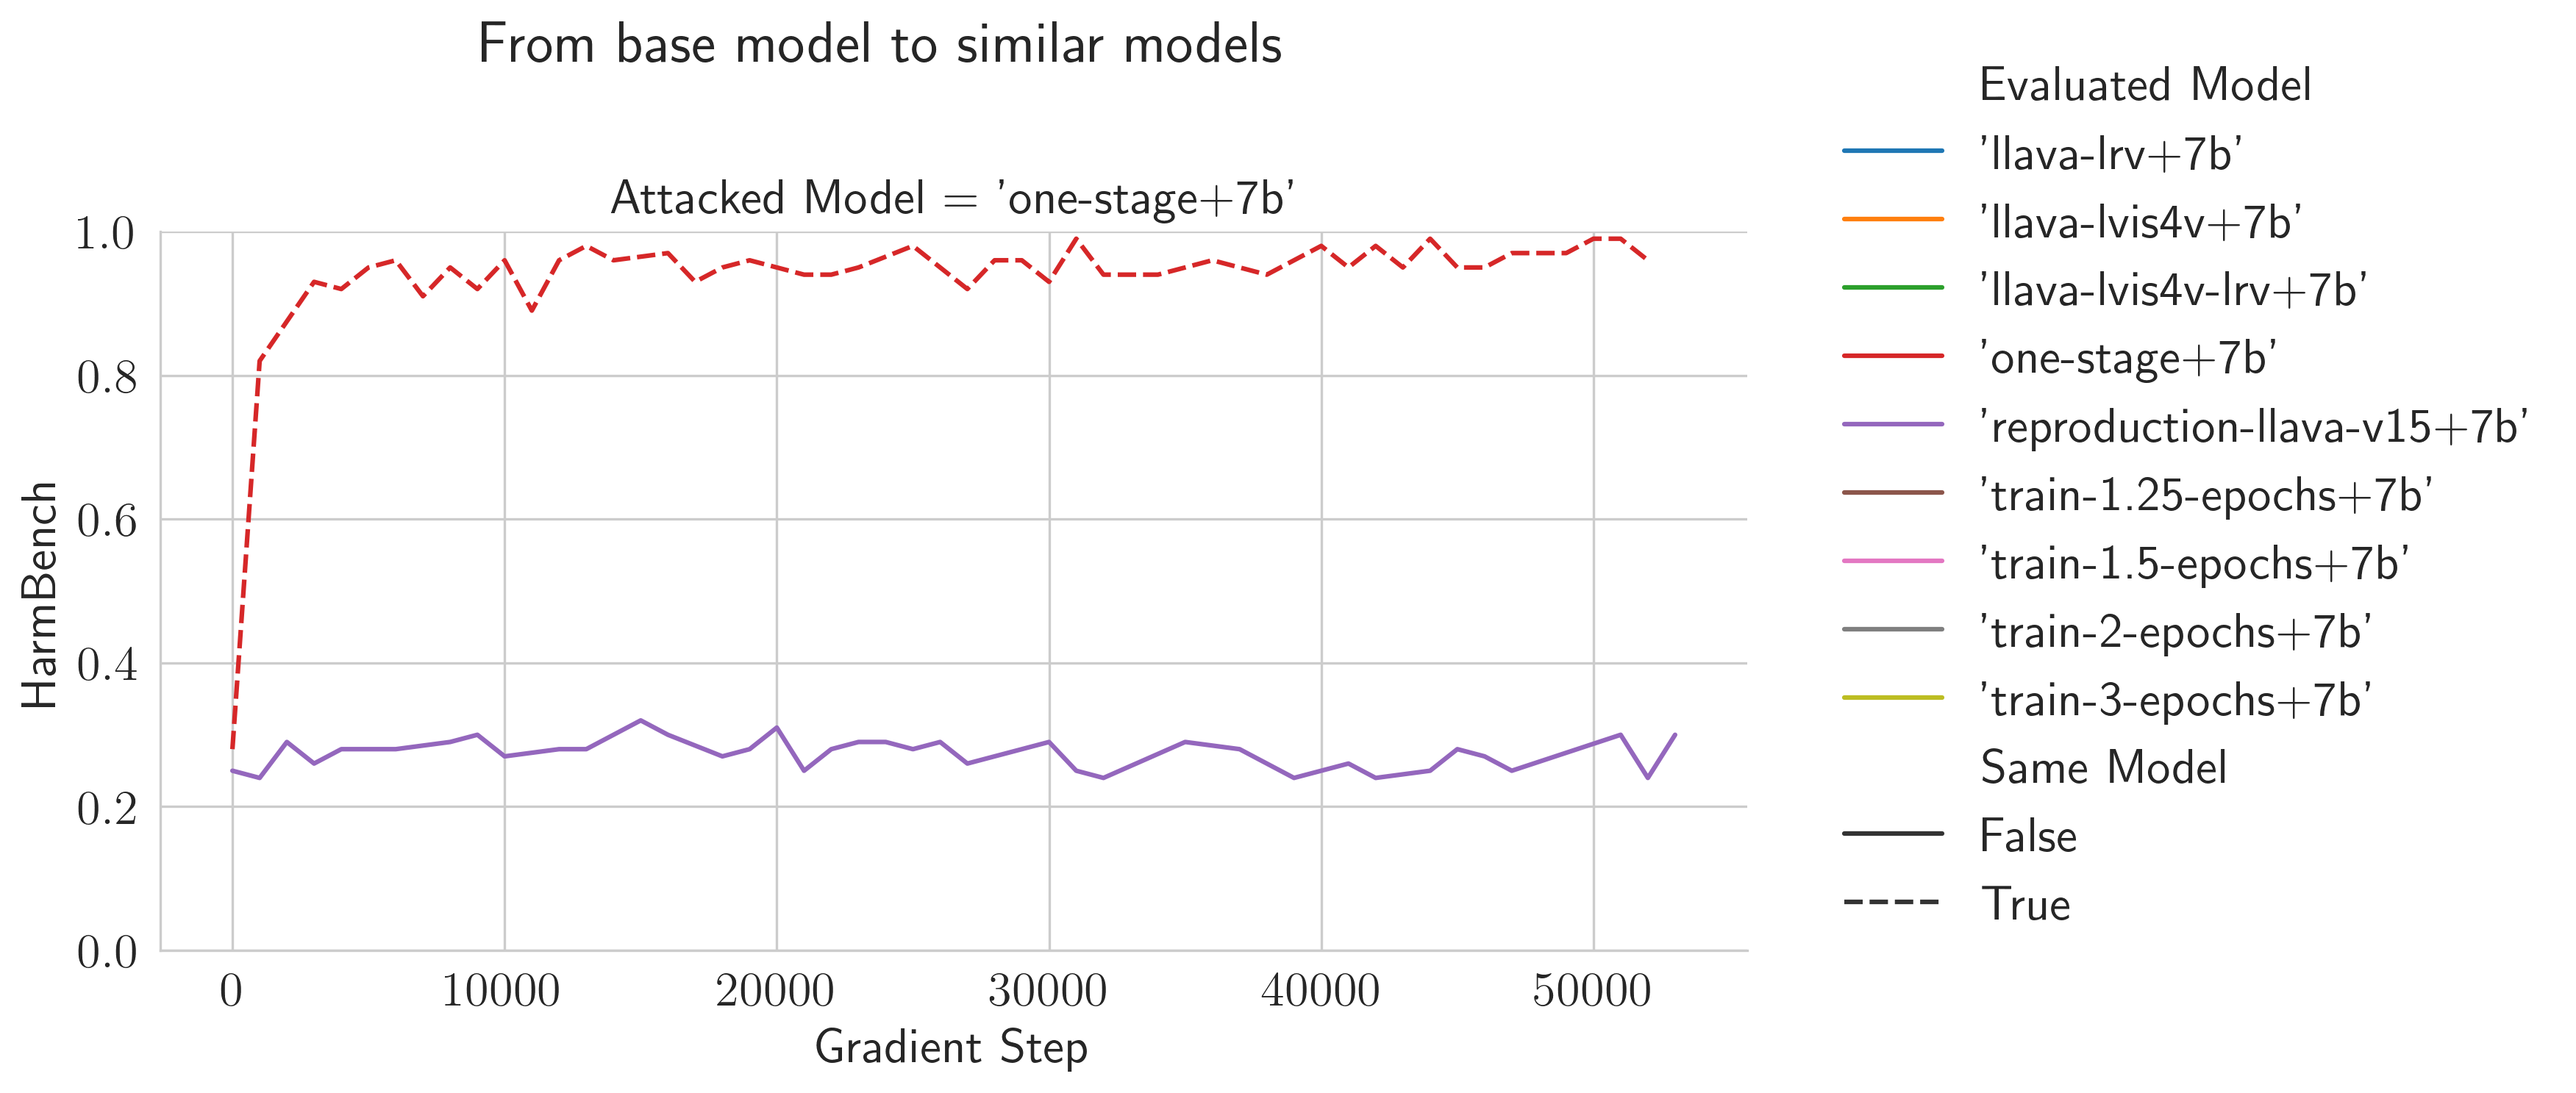 From base model to similar models
Attacked Model = 'one-stage+7b'
1.0
0.8
0.6
0.4
0.2
0.0
HarmBench
0 10000 20000 30000 40000 50000
Gradient Step
Evaluated Model
'llava-lrv+7b'
'llava-lvis4v+7b'
'llava-lvis4v-lrv+7b'
'one-stage+7b'
'reproduction-llava-v15+7b'
'train-1.25-epochs+7b'
'train-1.5-epochs+7b'
'train-2-epochs+7b'
'train-3-epochs+7b'
Same Model
False
True